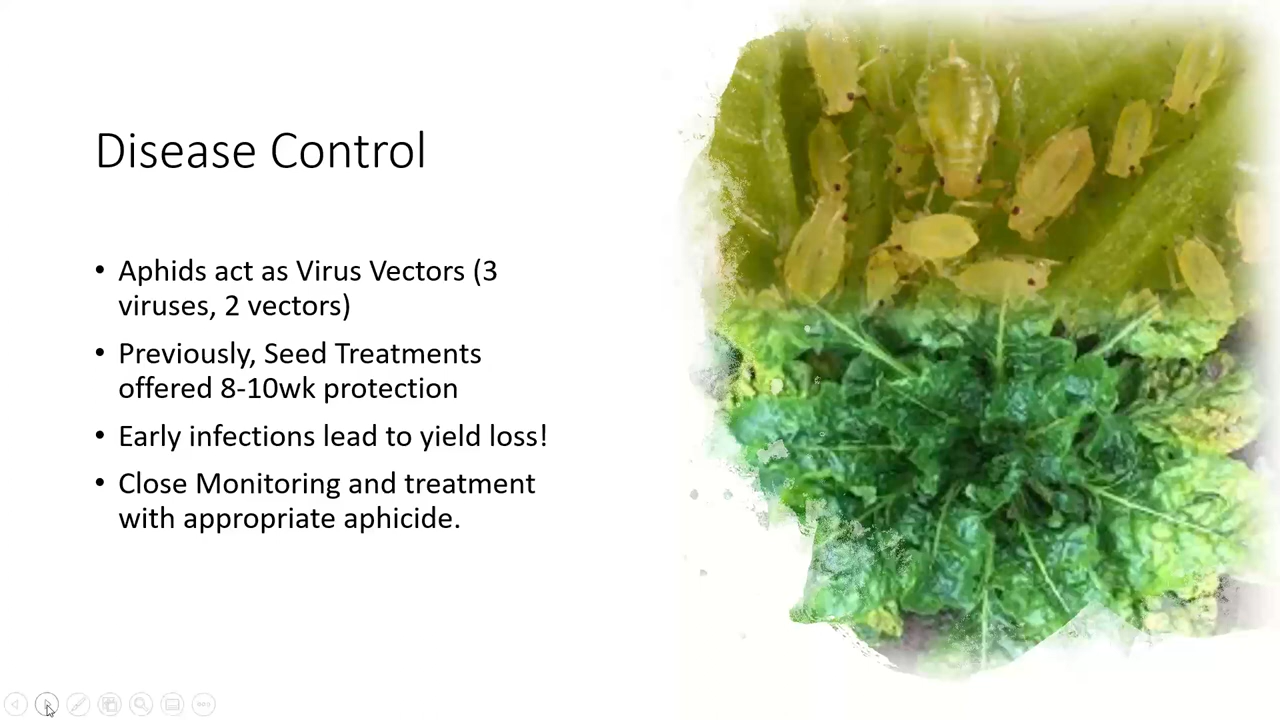 Disease Control
• Aphids act as Virus Vectors (3
viruses, 2 vectors)
• Previously, Seed Treatments
offered 8-10wk protection
• Early infections lead to yield loss!
• Close Monitoring and treatment
with appropriate aphicide.